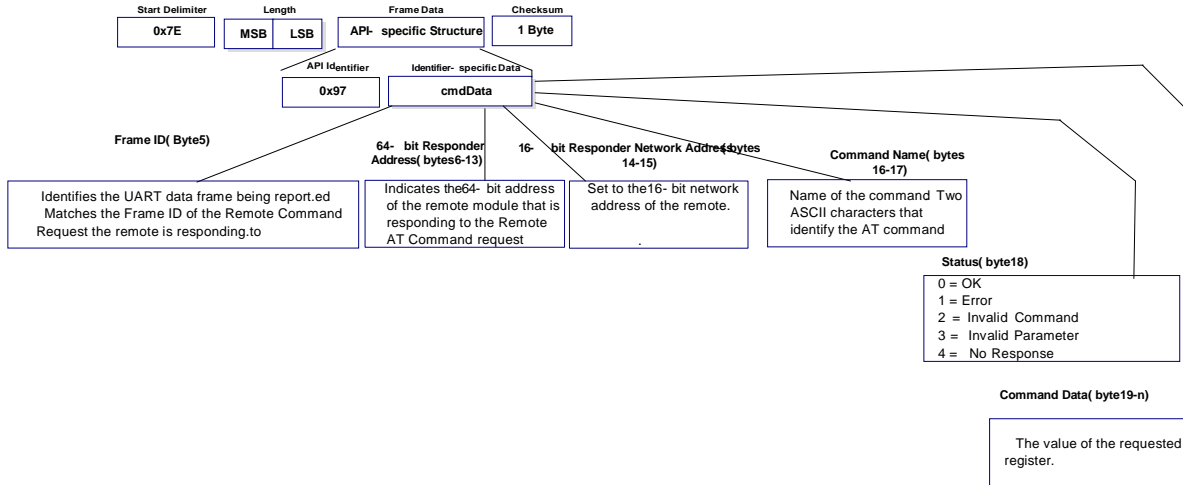 Start Delimiter Length Frame Data Checksum
0x7E MSB LSB API- specific Structure 1 Byte
API Identifier Identifier- specific Data
0x97 cmdData
Frame ID( Byte5)
Identifies the UART data frame being report.ed
Matches the Frame ID of the Remote Command
Request the remote is responding.to
64- bit Responder
Address( bytes6-13)
Indicates the64- bit address
of the remote module that is
responding to the Remote
AT Command request
16- bit Responder Network Address(bytes
14-15)
Set to the16- bit network
address of the remote.
.
Command Name( bytes
16-17)
Name of the command Two
ASCII characters that
identify the AT command
Status( byte18)
0 = OK
1 = Error
2 = Invalid Command
3 = Invalid Parameter
4 = No Response
Command Data( byte19-n)
The value of the requested
register.